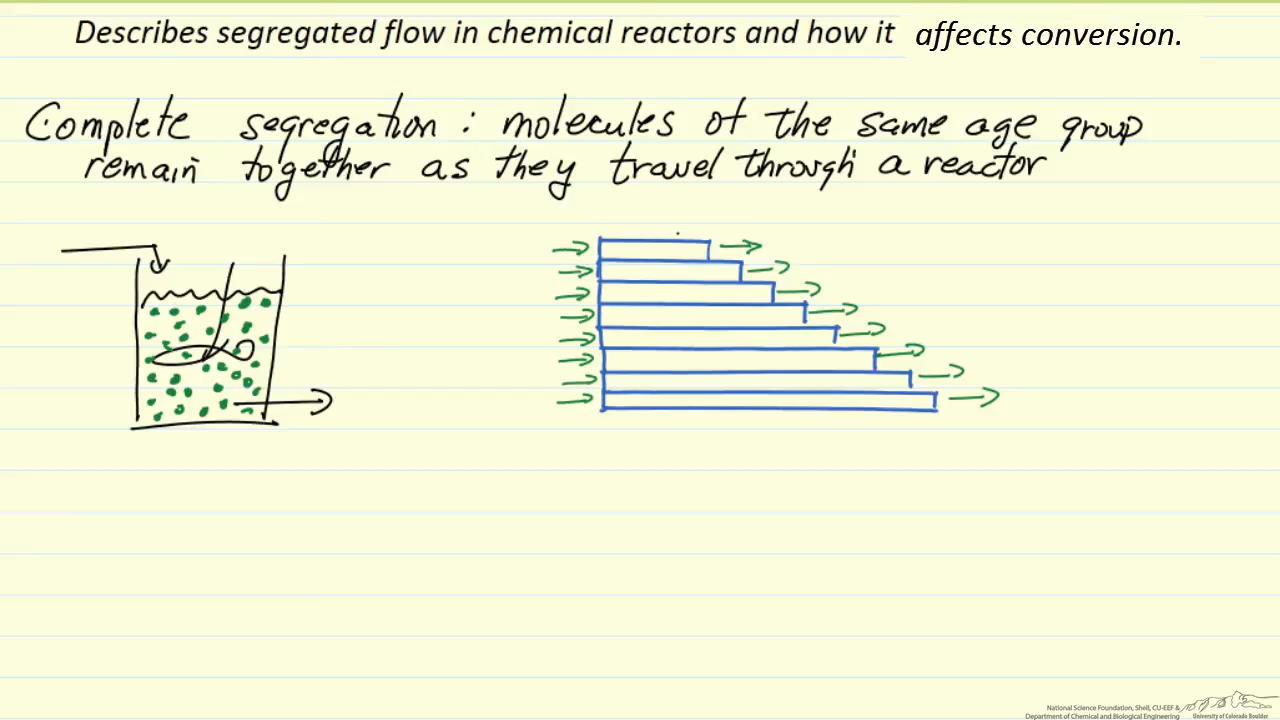 Describes segregated flow in chemical reactors and how it affects conversion.
Complete segregation : molecules of the same age group
remain together as they travel through a reactor
National Science Foundation, Shell, CU-EEF &
Department of Chemical and Biological Engineering
University of Colorado Boulder